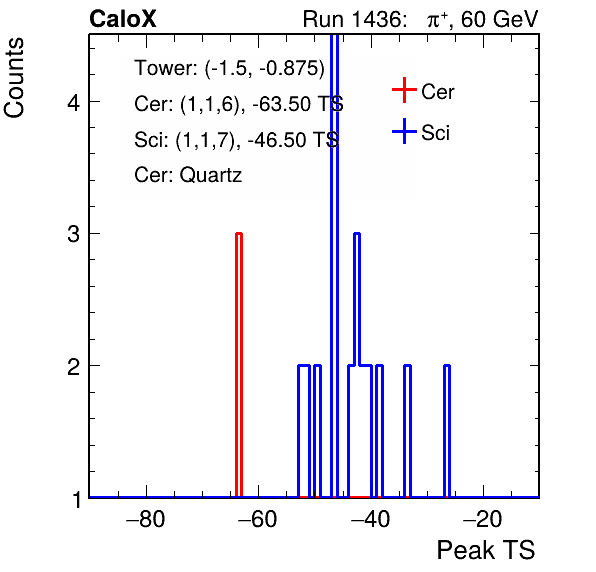 CaloX Run 1436: π⁺, 60 GeV
Counts
Tower: (-1.5, -0.875)
Cer: (1,1,6), -63.50 TS
Sci: (1,1,7), -46.50 TS
Cer: Quartz
Cer
Sci
4
3
2
1
−80 −60 −40 −20
Peak TS